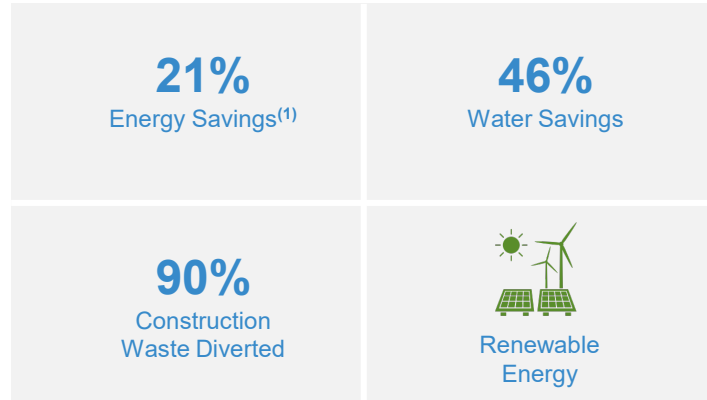 21%
Energy Savings(1)
46%
Water Savings
90%
Construction
Waste Diverted
Renewable
Energy